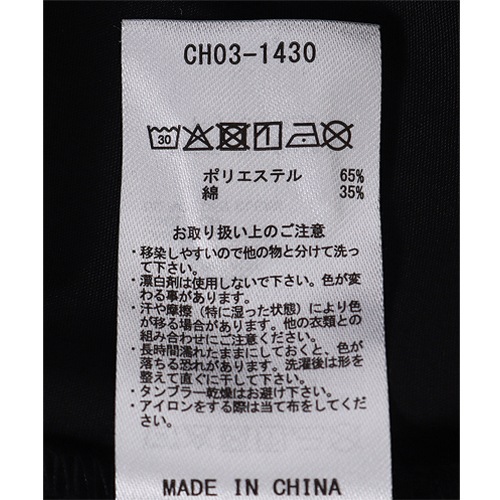 CH03-1430
30
ポリエステル 65%
綿 35%
お取り扱い上のご注意
・移染しやすいので他の物と分けて洗っ
て下さい。
・漂白剤は使用しないで下さい。色が変
わる事があります。
・汗や摩擦（特に湿った状態）により色
が移る場合があります。他の衣類との
組み合わせにご注意下さい。
・長時間濡れたままにしておくと、色が
落ちる恐れがあります。洗濯後は形を
整えて直ぐに干して下さい。
・タンブラー乾燥はお避け下さい。
・アイロンをする際は当て布をしてくだ
さい。
MADE IN CHINA